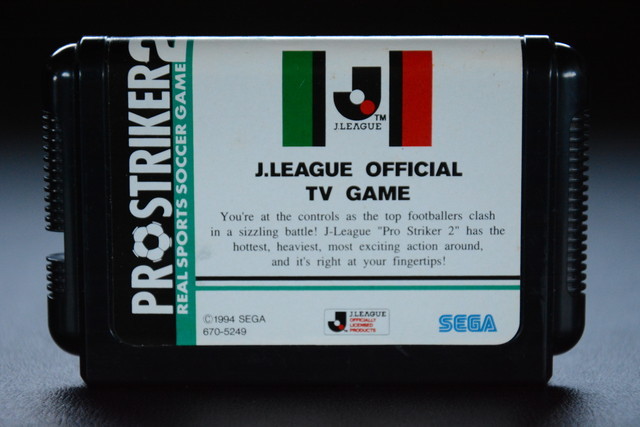 PRO STRIKER 2
REAL SPORTS SOCCER GAME
J
TM
J.LEAGUE
J.LEAGUE OFFICIAL
TV GAME
You're at the controls as the top footballers clash
in a sizzling battle! J-League "Pro Striker 2" has the
hottest, heaviest, most exciting action around,
and it's right at your fingertips!
©1994 SEGA
670-5249
J.LEAGUE
OFFICIALLY
LICENSED
PRODUCTS
SEGA